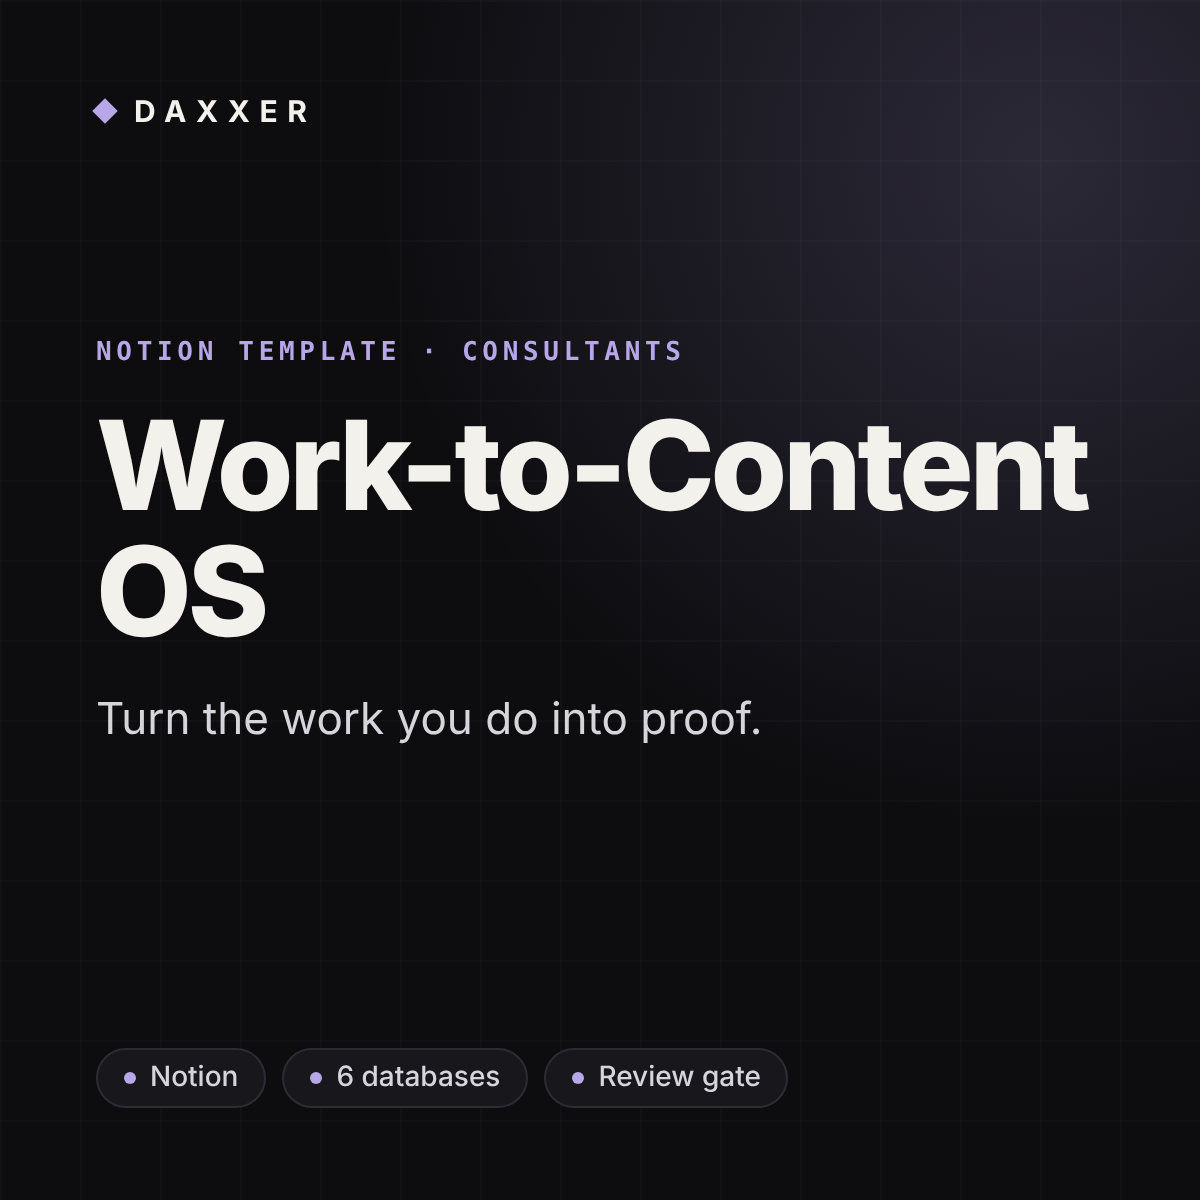 DAXXER
NOTION TEMPLATE · CONSULTANTS
Work-to-Content
OS
Turn the work you do into proof.
Notion
6 databases
Review gate